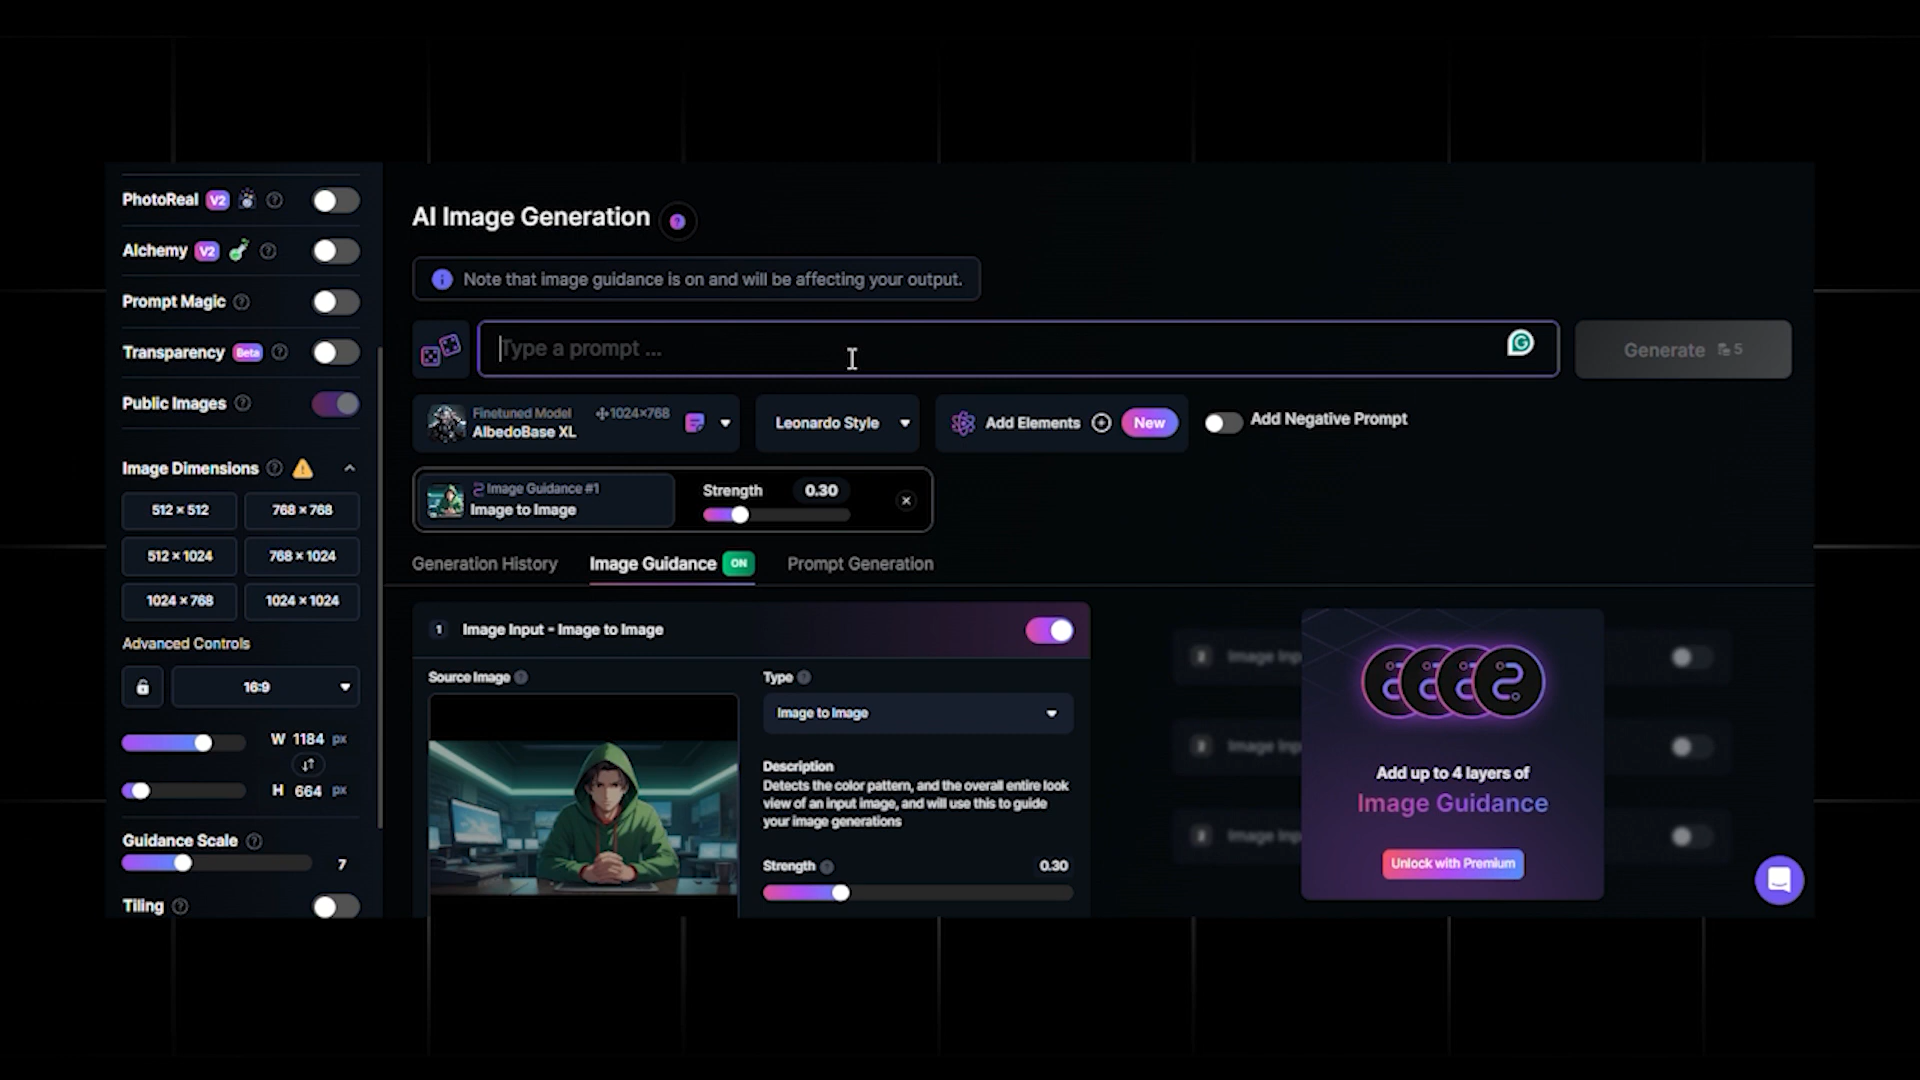 PhotoReal V2
Alchemy V2
Prompt Magic
Transparency Beta
Public Images
Image Dimensions
512 × 512
768 × 768
512 × 1024
768 × 1024
1024 × 768
1024 × 1024
Advanced Controls
16:9
W 1184 px
H 664 px
Guidance Scale
7
Tiling
AI Image Generation
Note that image guidance is on and will be affecting your output.
Type a prompt ...
Generate 5
Finetuned Model 1024×768
AlbedoBase XL
Leonardo Style
Add Elements New
Add Negative Prompt
Image Guidance #1
Image to Image
Strength 0.30
Generation History
Image Guidance ON
Prompt Generation
1 Image Input - Image to Image
Source Image
Type
Image to Image
Description
Detects the color pattern, and the overall entire look
view of an input image, and will use this to guide
your image generations
Strength 0.30
2 Image Inp
Image Inp
Image Inp
Add up to 4 layers of
Image Guidance
Unlock with Premium